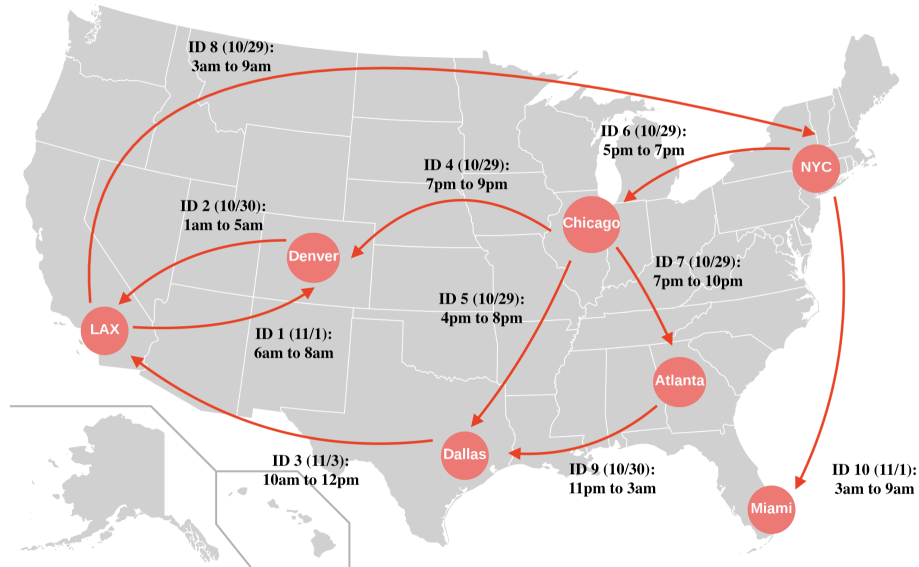 ID 8 (10/29):
3am to 9am
ID 6 (10/29):
5pm to 7pm
NYC
ID 4 (10/29):
7pm to 9pm
ID 2 (10/30):
1am to 5am
Chicago
Denver
ID 7 (10/29):
7pm to 10pm
ID 5 (10/29):
4pm to 8pm
LAX
ID 1 (11/1):
6am to 8am
Atlanta
Dallas
ID 3 (11/3):
10am to 12pm
ID 9 (10/30):
11pm to 3am
ID 10 (11/1):
3am to 9am
Miami